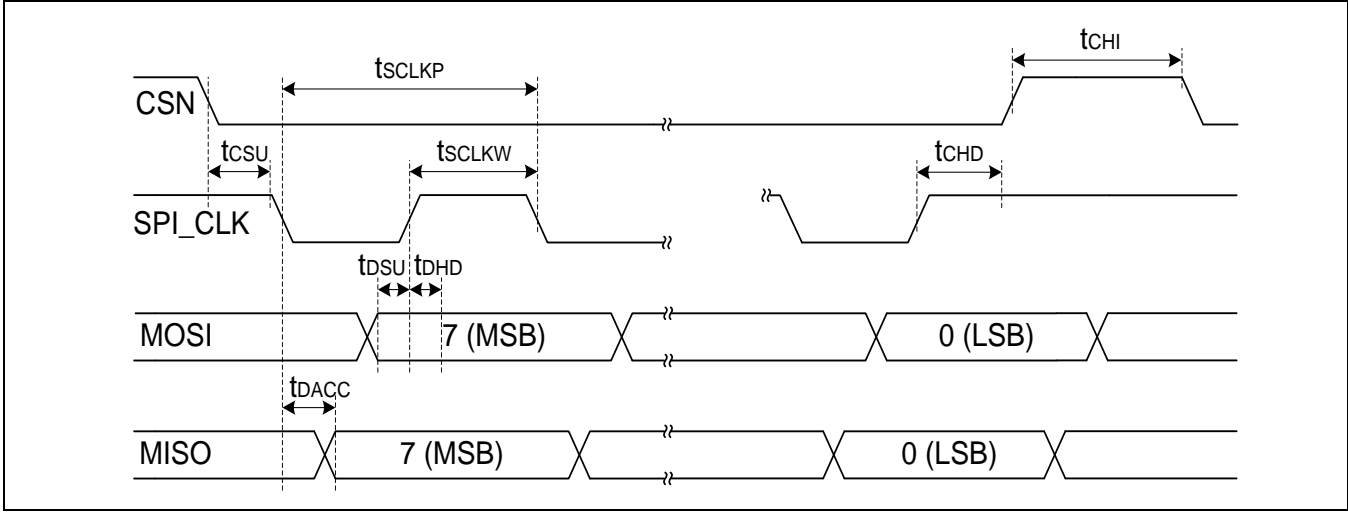 tCHI
tSCLKP
CSN
tCSU
tSCLKW
tCHD
SPI_CLK
tDSU tDHD
MOSI 7 (MSB) 0 (LSB)
tDACC
MISO 7 (MSB) 0 (LSB)